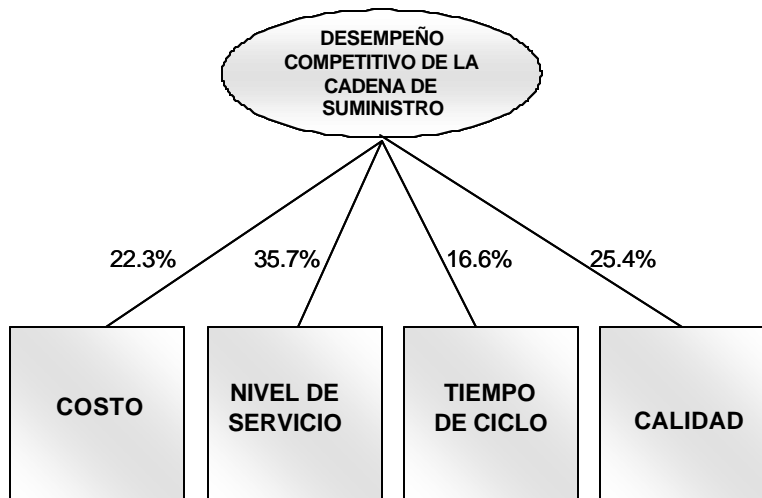 DESEMPEÑO
COMPETITIVO DE LA
CADENA DE
SUMINISTRO
22.3%
35.7%
16.6%
25.4%
COSTO
NIVEL DE
SERVICIO
TIEMPO
DE CICLO
CALIDAD